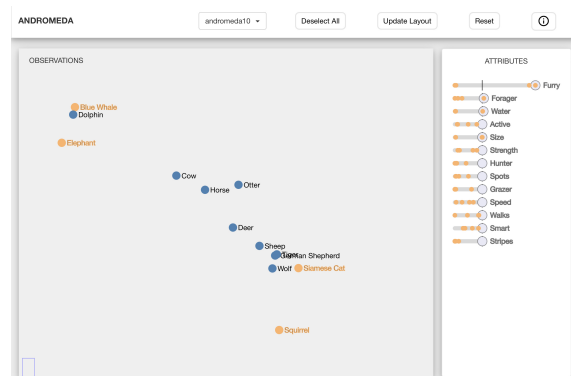 ANDROMEDA
andromeda10
Deselect All
Update Layout
Reset
OBSERVATIONS
Blue Whale
Dolphin
Elephant
Cow
Horse
Otter
Deer
Sheep
Tiger
German Shepherd
Wolf
Siamese Cat
Squirrel
ATTRIBUTES
Furry
Forager
Water
Active
Size
Strength
Hunter
Spots
Grazer
Speed
Walks
Smart
Stripes